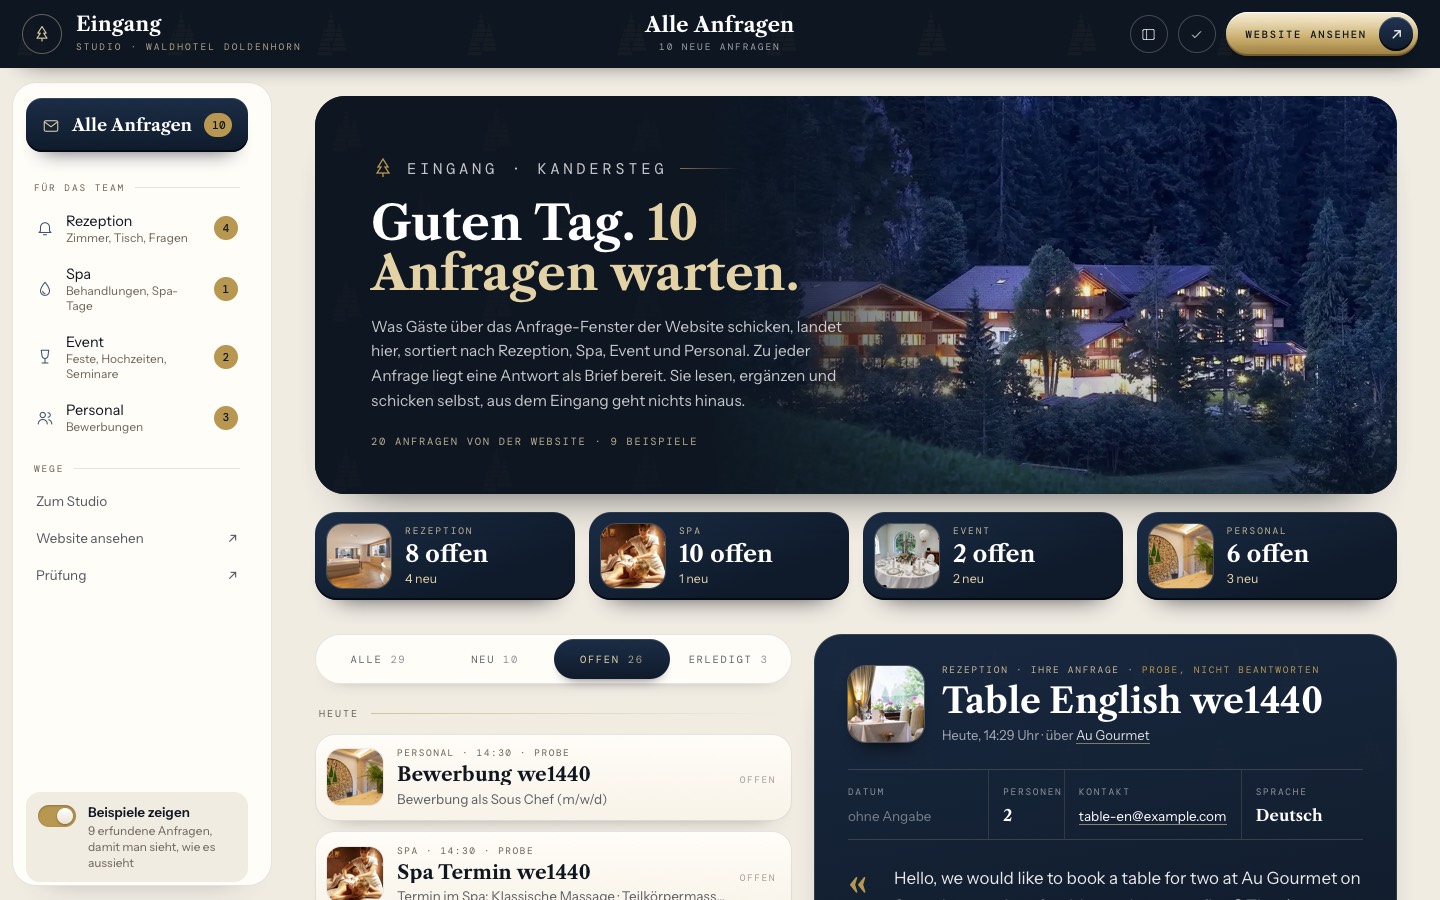 Eingang
STUDIO · WALDHOTEL DOLDENHORN
Alle Anfragen
10 NEUE ANFRAGEN
WEBSITE ANSEHEN
Alle Anfragen 10
FÜR DAS TEAM
Rezeption
Zimmer, Tisch, Fragen
4
Spa
Behandlungen, Spa-
Tage
1
Event
Feste, Hochzeiten,
Seminare
2
Personal
Bewerbungen
3
WEGE
Zum Studio
Website ansehen
Prüfung
Beispiele zeigen
9 erfundene Anfragen,
damit man sieht, wie es
aussieht
EINGANG · KANDERSTEG
Guten Tag. 10
Anfragen warten.
Was Gäste über das Anfrage-Fenster der Website schicken, landet
hier, sortiert nach Rezeption, Spa, Event und Personal. Zu jeder
Anfrage liegt eine Antwort als Brief bereit. Sie lesen, ergänzen und
schicken selbst, aus dem Eingang geht nichts hinaus.
20 ANFRAGEN VON DER WEBSITE · 9 BEISPIELE
REZEPTION
8 offen
4 neu
SPA
10 offen
1 neu
EVENT
2 offen
2 neu
PERSONAL
6 offen
3 neu
ALLE 29
NEU 10
OFFEN 26
ERLEDIGT 3
HEUTE
PERSONAL · 14:30 · PROBE
Bewerbung we1440
Bewerbung als Sous Chef (m/w/d)
OFFEN
SPA · 14:30 · PROBE
Spa Termin we1440
Termin im Spa: Klassische Massage · Teilkörpermass…
OFFEN
REZEPTION · IHRE ANFRAGE · PROBE, NICHT BEANTWORTEN
Table English we1440
Heute, 14:29 Uhr · über Au Gourmet
DATUM
ohne Angabe
PERSONEN
2
KONTAKT
table-en@example.com
SPRACHE
Deutsch
« Hello, we would like to book a table for two at Au Gourmet on